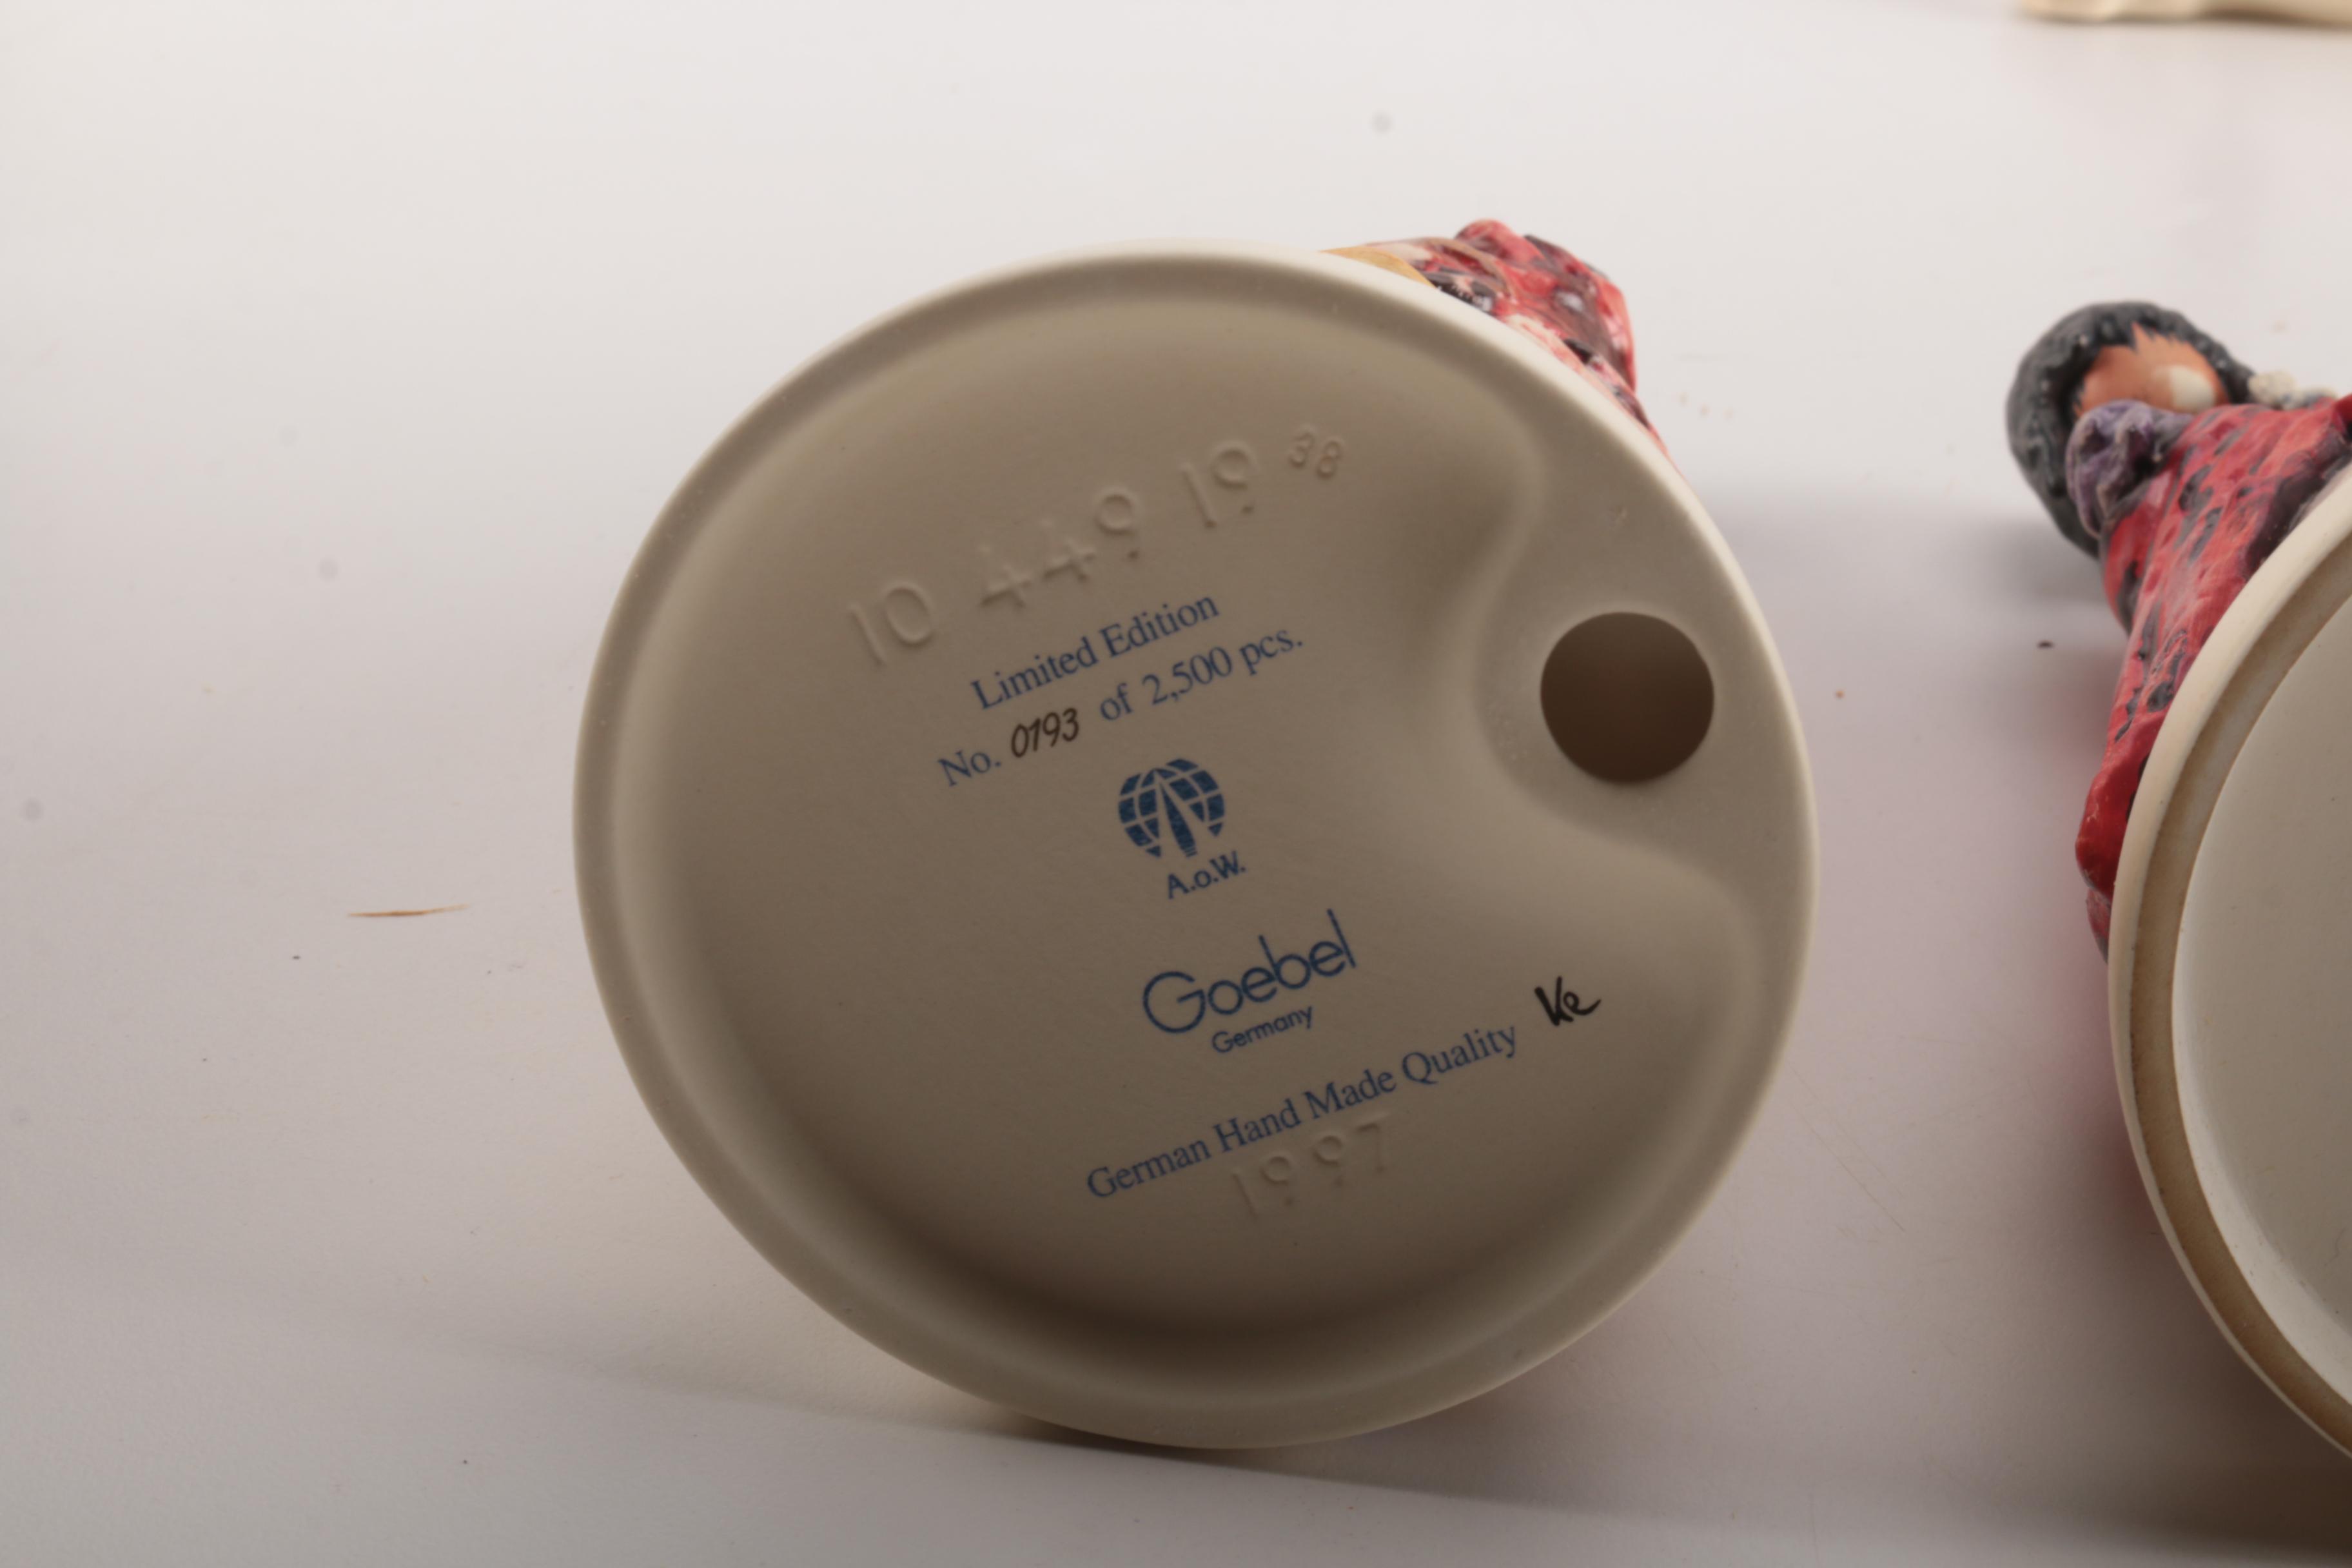 10 449 19 38
Limited Edition
No. 0193 of 2,500 pcs.
A.o.W.
Goebel
Germany
German Hand Made Quality Ke
1997